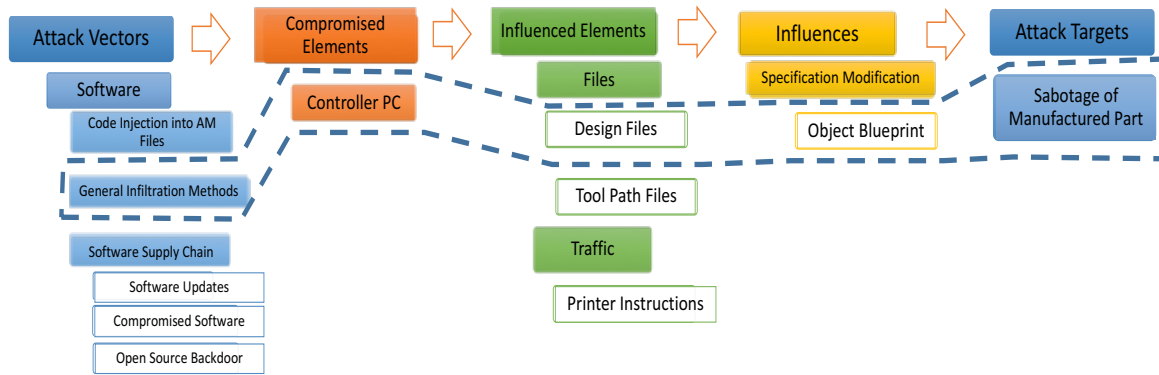 Attack Vectors
Compromised
Elements
Influenced Elements
Influences
Attack Targets
Software
Code Injection into AM
Files
General Infiltration Methods
Software Supply Chain
Software Updates
Compromised Software
Open Source Backdoor
Controller PC
Files
Design Files
Tool Path Files
Traffic
Printer Instructions
Specification Modification
Object Blueprint
Sabotage of
Manufactured Part